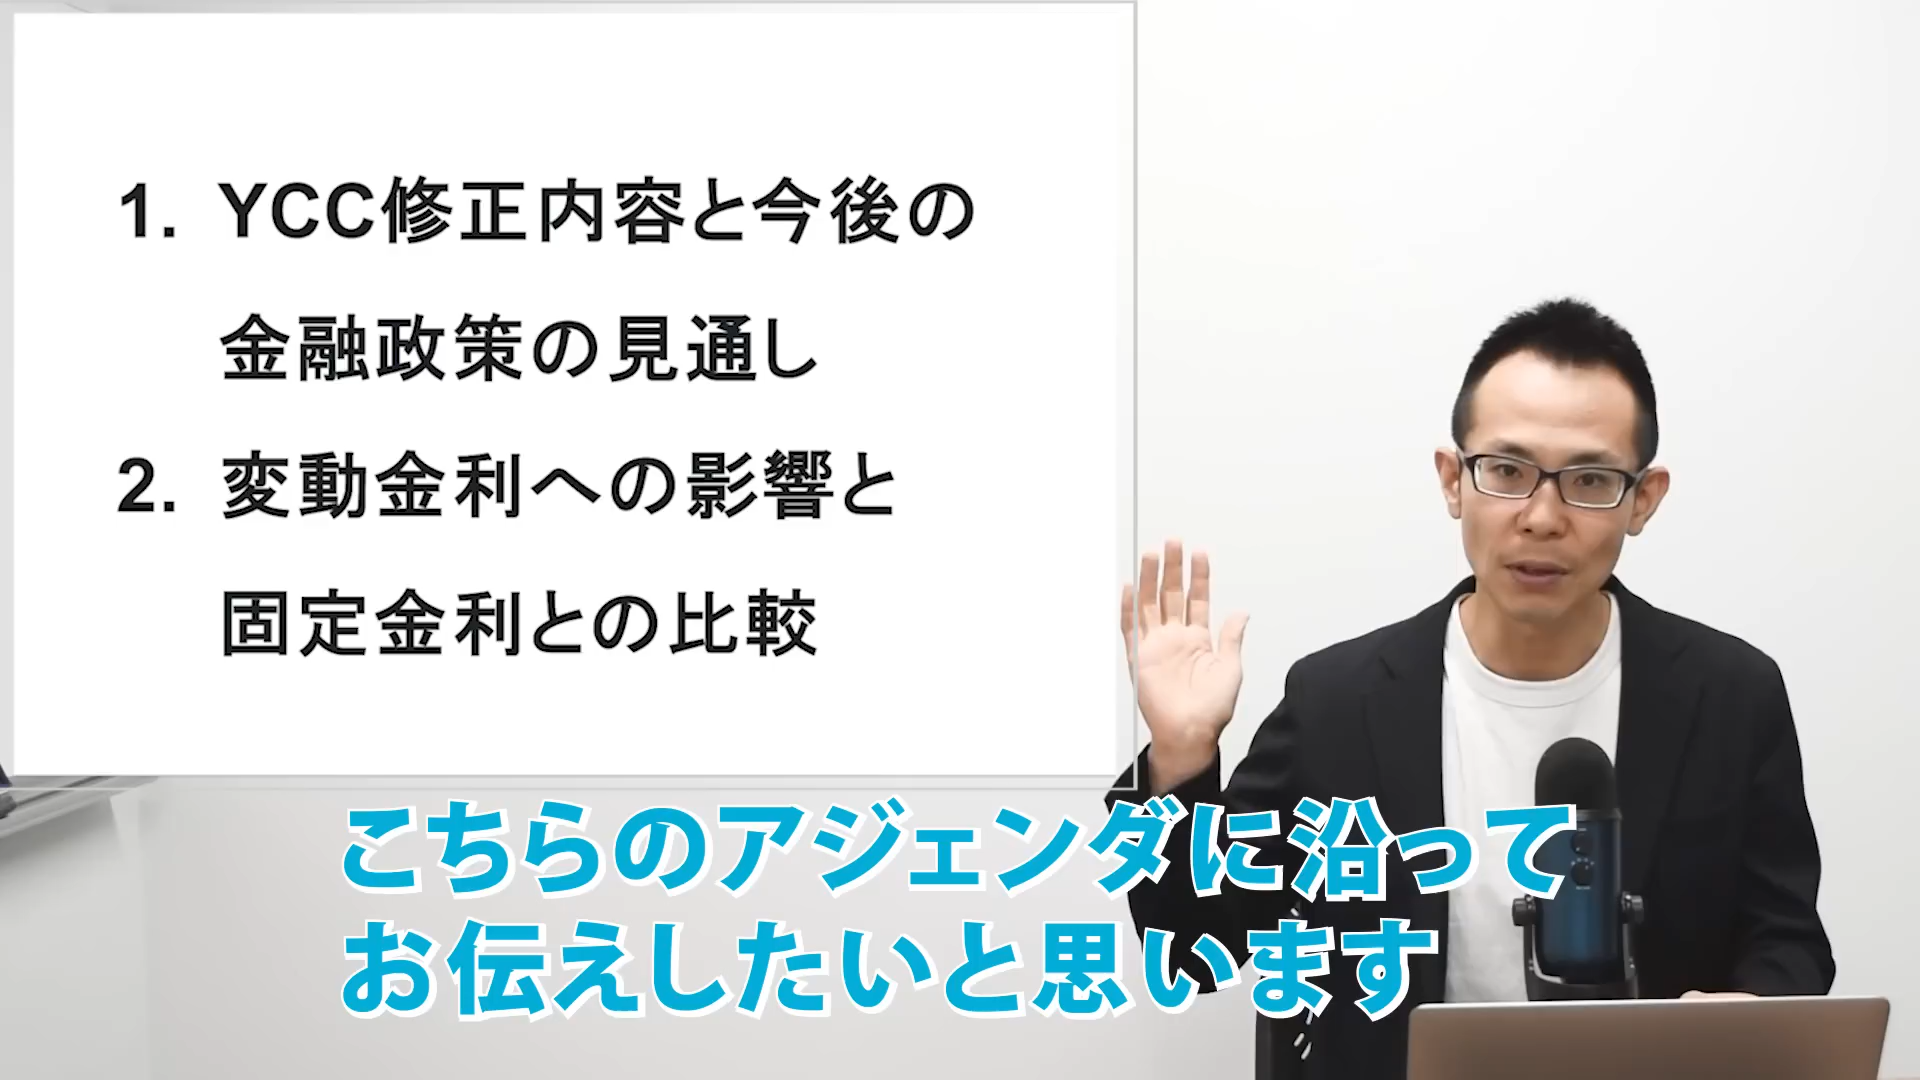 1. YCC修正内容と今後の
金融政策の見通し
2. 変動金利への影響と
固定金利との比較
こちらのアジェンダに沿って
お伝えしたいと思います